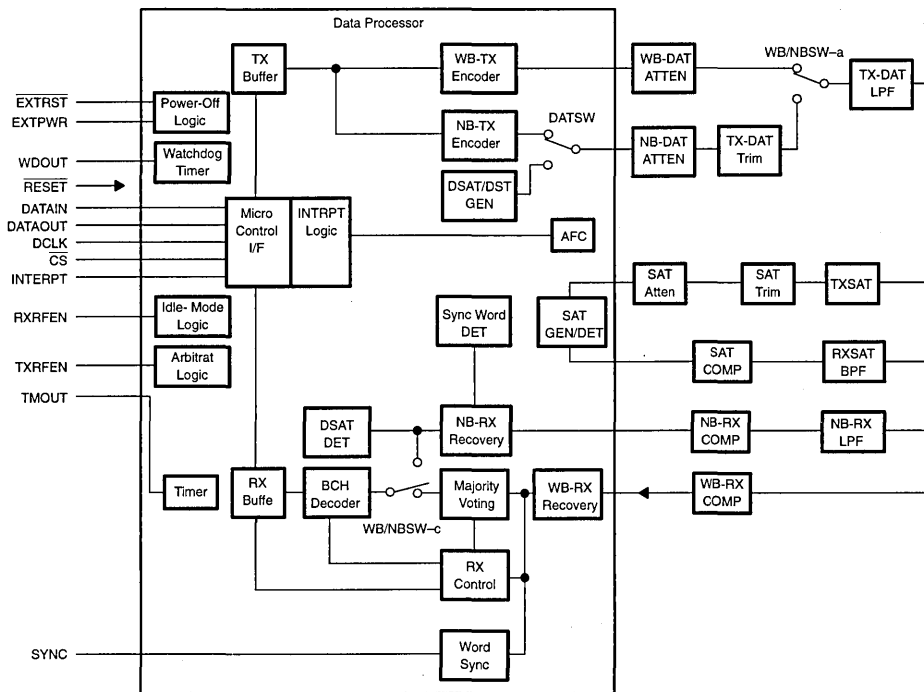 Data Processor
TX
Buffer
WB-TX
Encoder
WB-DAT
ATTEN
WB/NBSW-a
TX-DAT
LPF
EXTRST
EXTPWR
Power-Off
Logic
NB-TX
Encoder
DATSW
NB-DAT
ATTEN
TX-DAT
Trim
WDOUT
Watchdog
Timer
RESET
DSAT/DST
GEN
DATAIN
DATAOUT
DCLK
CS
INTERPT
Micro
Control
I/F
INTRPT
Logic
AFC
SAT
Atten
SAT
Trim
TXSAT
RXRFEN
Idle- Mode
Logic
Sync Word
DET
SAT
GEN/DET
TXRFEN
Arbitrat
Logic
SAT
COMP
RXSAT
BPF
TMOUT
DSAT
DET
NB-RX
Recovery
NB-RX
COMP
NB-RX
LPF
Timer
RX
Buffe
BCH
Decoder
WB/NBSW-c
Majority
Voting
WB-RX
Recovery
WB-RX
COMP
RX
Control
SYNC
Word
Sync